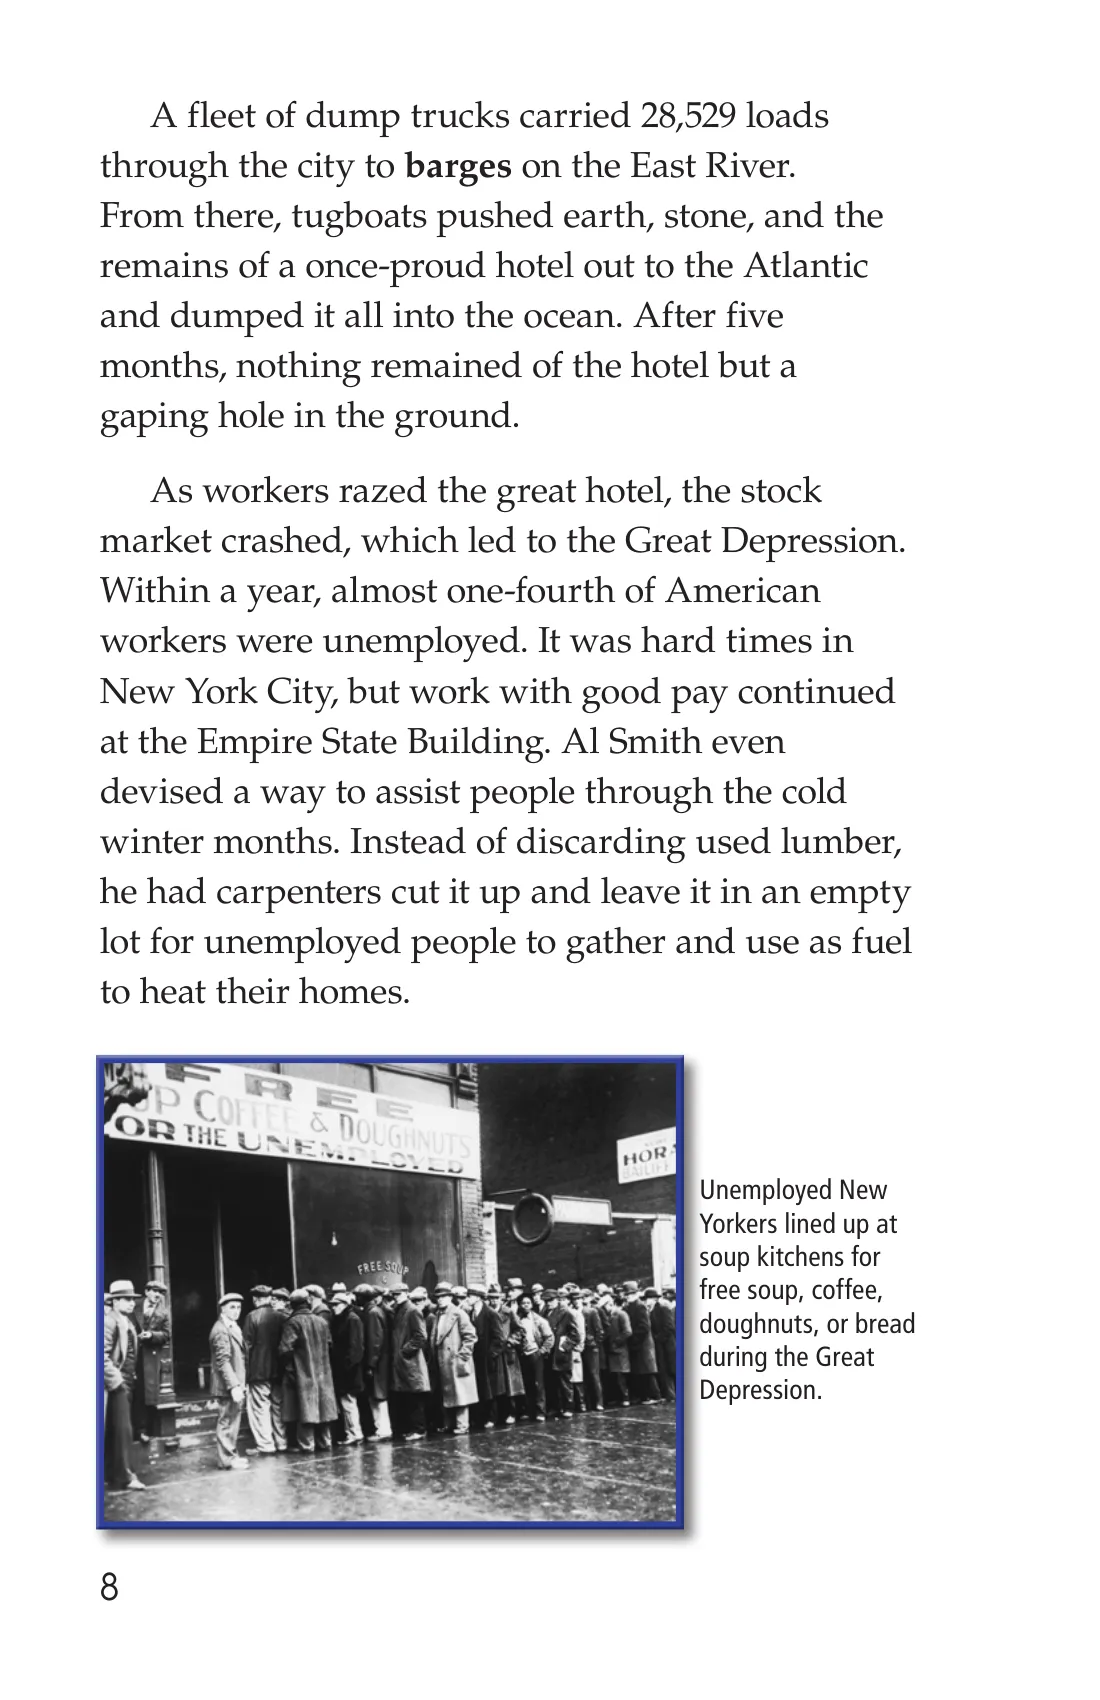 A fleet of dump trucks carried 28,529 loads
through the city to barges on the East River.
From there, tugboats pushed earth, stone, and the
remains of a once-proud hotel out to the Atlantic
and dumped it all into the ocean. After five
months, nothing remained of the hotel but a
gaping hole in the ground.
As workers razed the great hotel, the stock
market crashed, which led to the Great Depression.
Within a year, almost one-fourth of American
workers were unemployed. It was hard times in
New York City, but work with good pay continued
at the Empire State Building. Al Smith even
devised a way to assist people through the cold
winter months. Instead of discarding used lumber,
he had carpenters cut it up and leave it in an empty
lot for unemployed people to gather and use as fuel
to heat their homes.
FREE
UP COFFEE & DOUGHNUTS
OR THE UNEMPLOYED
HOR
BAILIFF
FREE SOUP
Unemployed New
Yorkers lined up at
soup kitchens for
free soup, coffee,
doughnuts, or bread
during the Great
Depression.
8